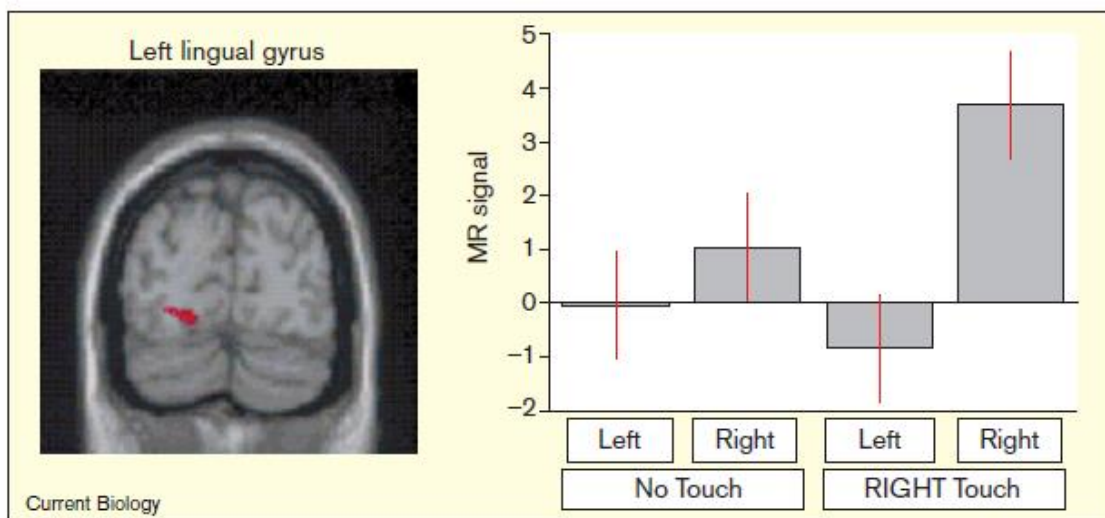 Left lingual gyrus
MR signal
5
4
3
2
1
0
−1
−2
Left Right Left Right
No Touch RIGHT Touch
Current Biology